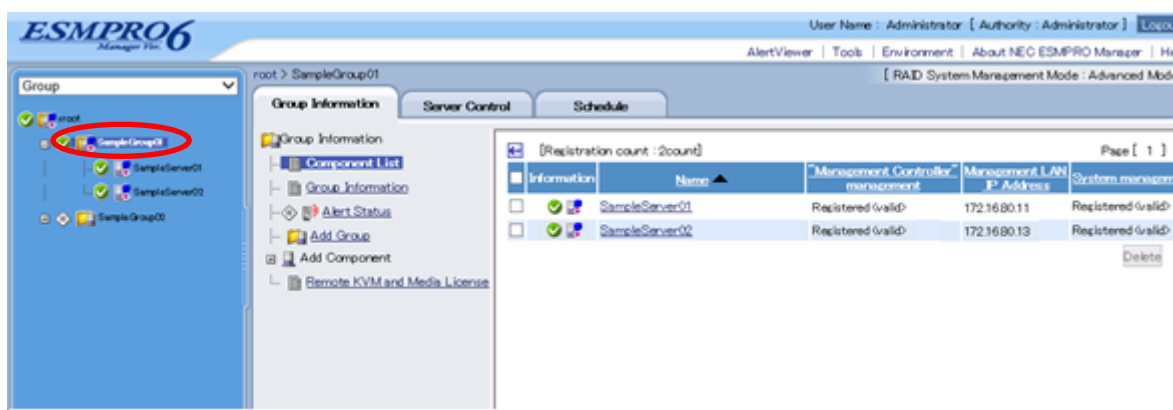 ESMPRO6
Manager Ver.
User Name : Administrator [ Authority : Administrator ] Logou
AlertViewer | Tools | Environment | About NEC ESMPRO Manager | He
Group
root > SampleGroup01
[ RAID System Management Mode : Advanced Mode
root
SampleGroup01
SampleServer01
SampleServer02
SampleGroup02
Group Information
Server Control
Schedule
Group Information
Component List
Group Information
Alert Status
Add Group
Add Component
Remote KVM and Media License
[Registration count : 2count]
Page [ 1 ]
Information Name "Management Controller" management Management LAN IP Address System managem
SampleServer01 Registered (valid) 172.16.80.11 Registered (valid)
SampleServer02 Registered (valid) 172.16.80.13 Registered (valid)
Delete